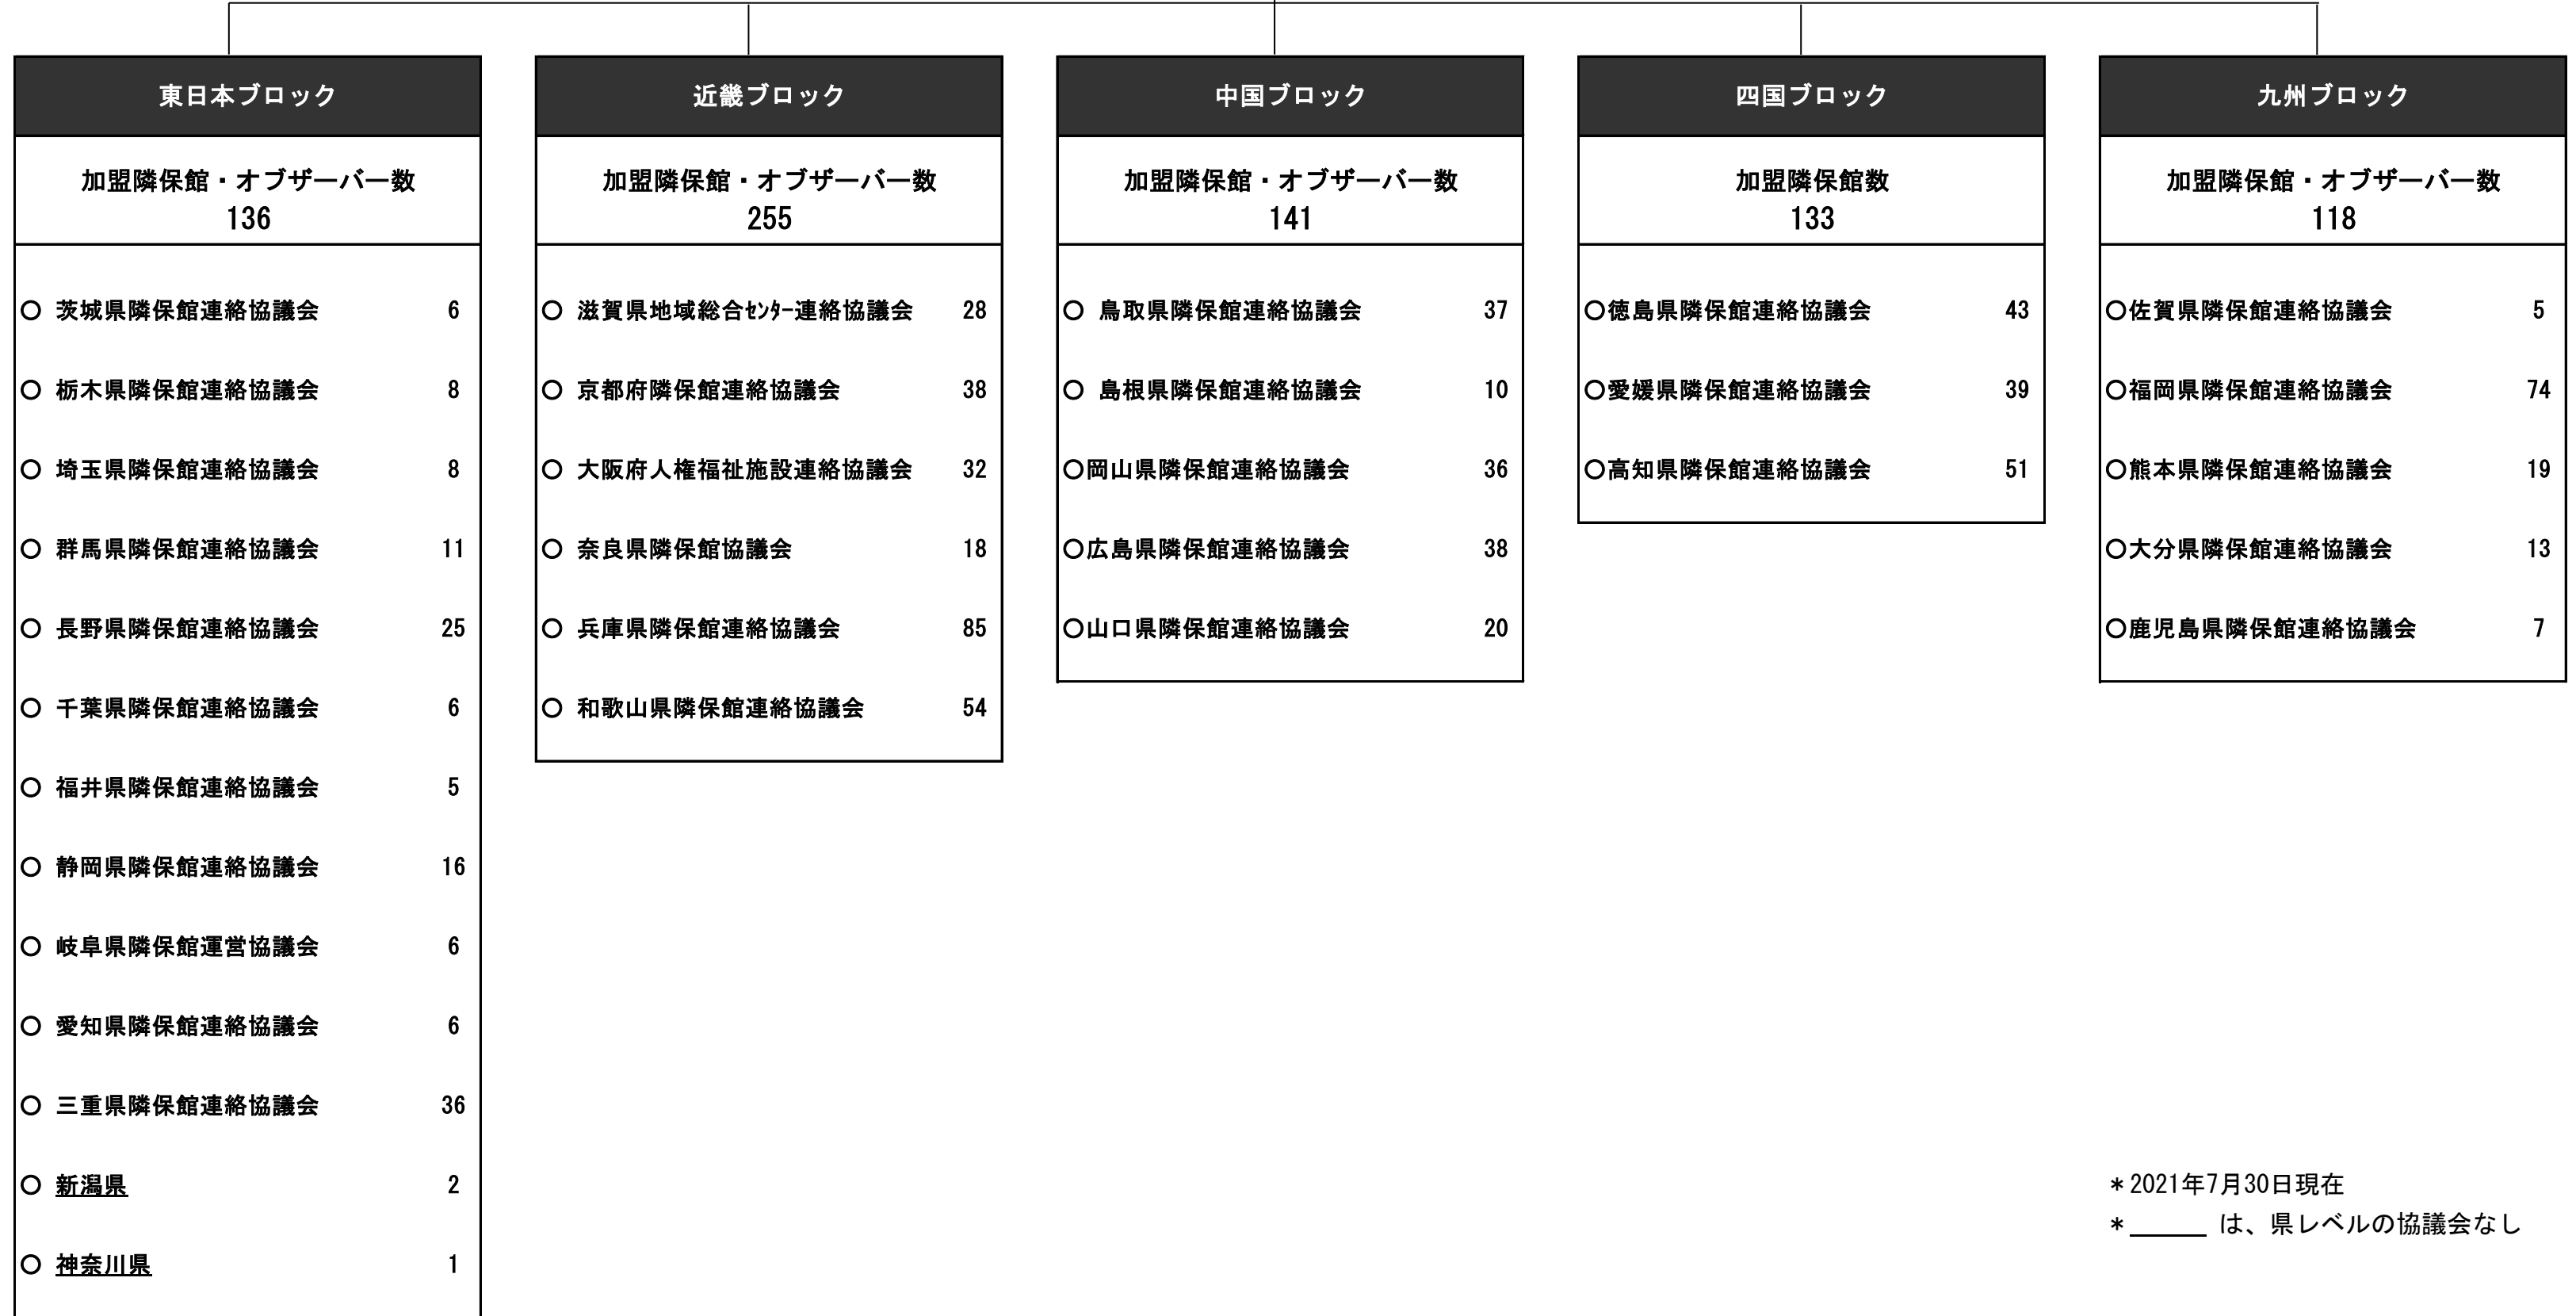 東日本ブロック
加盟隣保館・オブザーバー数
136
○ 茨城県隣保館連絡協議会 6
○ 栃木県隣保館連絡協議会 8
○ 埼玉県隣保館連絡協議会 8
○ 群馬県隣保館連絡協議会 11
○ 長野県隣保館連絡協議会 25
○ 千葉県隣保館連絡協議会 6
○ 福井県隣保館連絡協議会 5
○ 静岡県隣保館連絡協議会 16
○ 岐阜県隣保館運営協議会 6
○ 愛知県隣保館連絡協議会 6
○ 三重県隣保館連絡協議会 36
○ 新潟県 2
○ 神奈川県 1
近畿ブロック
加盟隣保館・オブザーバー数
255
○ 滋賀県地域総合ｾﾝﾀｰ連絡協議会 28
○ 京都府隣保館連絡協議会 38
○ 大阪府人権福祉施設連絡協議会 32
○ 奈良県隣保館協議会 18
○ 兵庫県隣保館連絡協議会 85
○ 和歌山県隣保館連絡協議会 54
中国ブロック
加盟隣保館・オブザーバー数
141
○ 鳥取県隣保館連絡協議会 37
○ 島根県隣保館連絡協議会 10
○岡山県隣保館連絡協議会 36
○広島県隣保館連絡協議会 38
○山口県隣保館連絡協議会 20
四国ブロック
加盟隣保館数
133
○徳島県隣保館連絡協議会 43
○愛媛県隣保館連絡協議会 39
○高知県隣保館連絡協議会 51
九州ブロック
加盟隣保館・オブザーバー数
118
○佐賀県隣保館連絡協議会 5
○福岡県隣保館連絡協議会 74
○熊本県隣保館連絡協議会 19
○大分県隣保館連絡協議会 13
○鹿児島県隣保館連絡協議会 7
＊2021年7月30日現在
＊______ は、県レベルの協議会なし